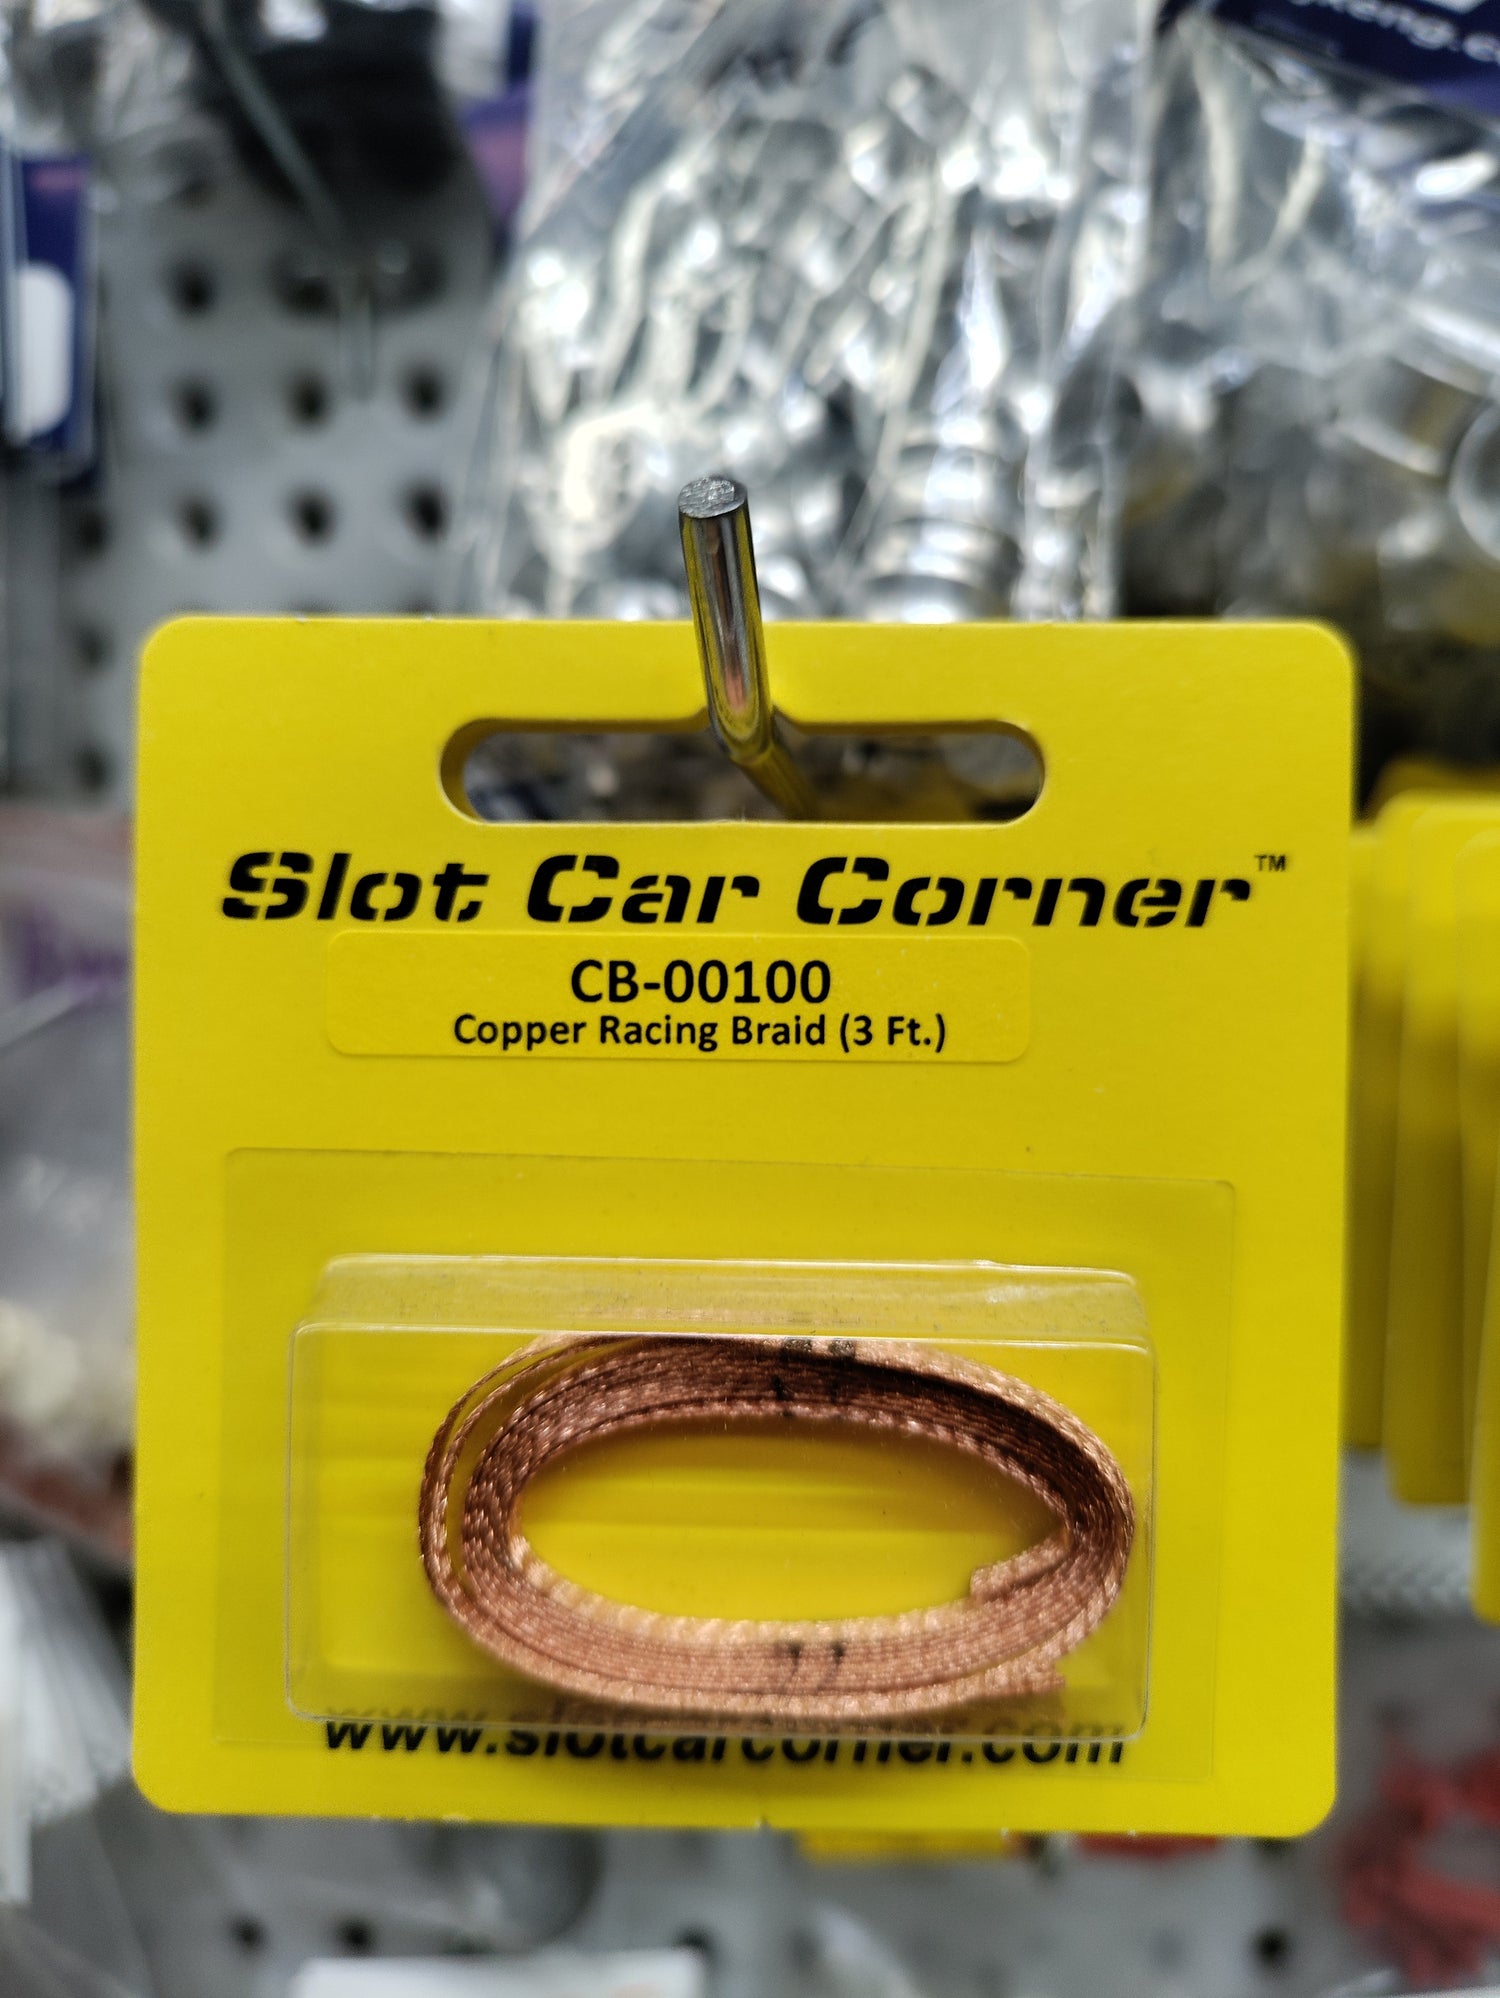 Slot Car Corner™
CB-00100
Copper Racing Braid (3 Ft.)
www.slotcarcorner.com